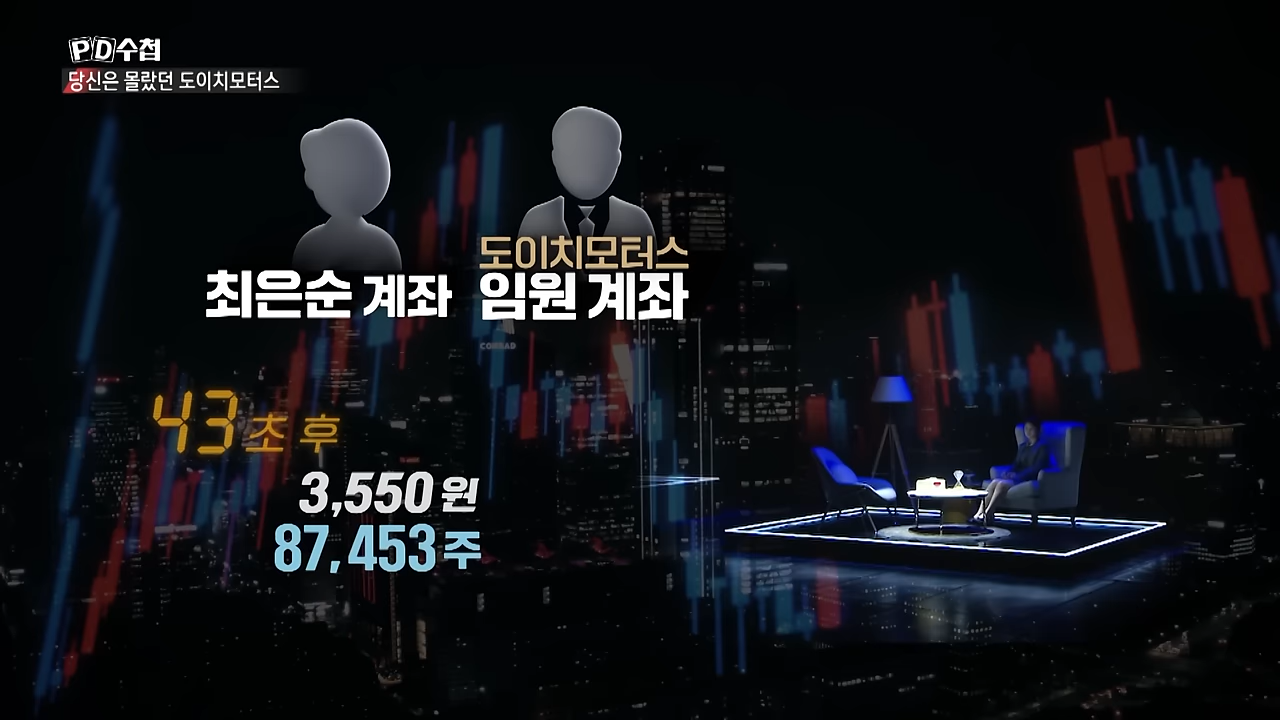 PD수첩
당신은 몰랐던 도이치모터스
도이치모터스
최은순 계좌 임원 계좌
CONRAD
43초 후
3,550원
87,453주